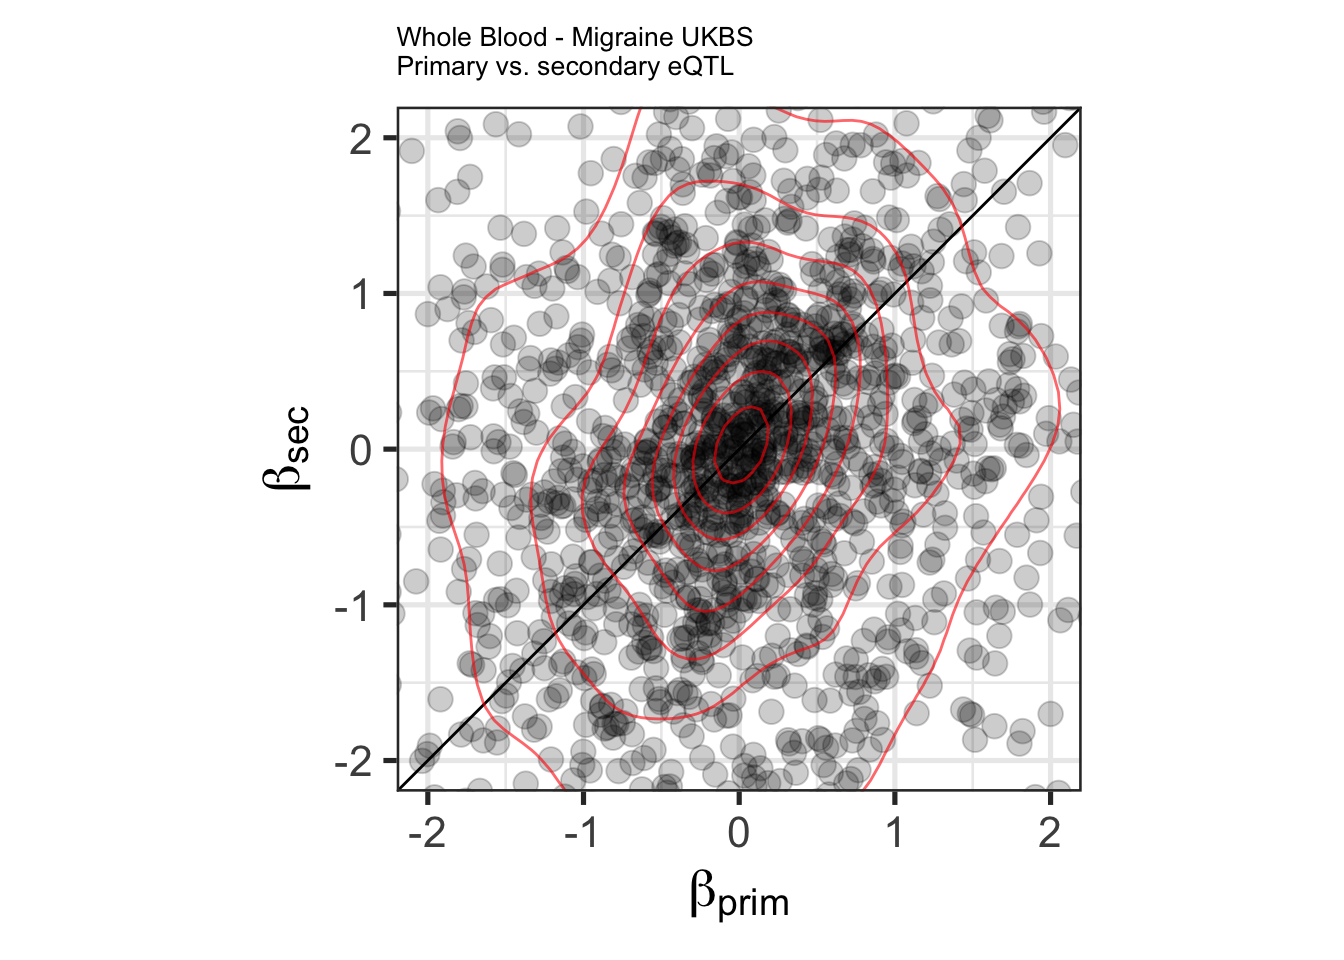 Whole Blood - Migraine UKBS
Primary vs. secondary eQTL
2
1
0
-1
-2
βsec
-2 -1 0 1 2
βprim